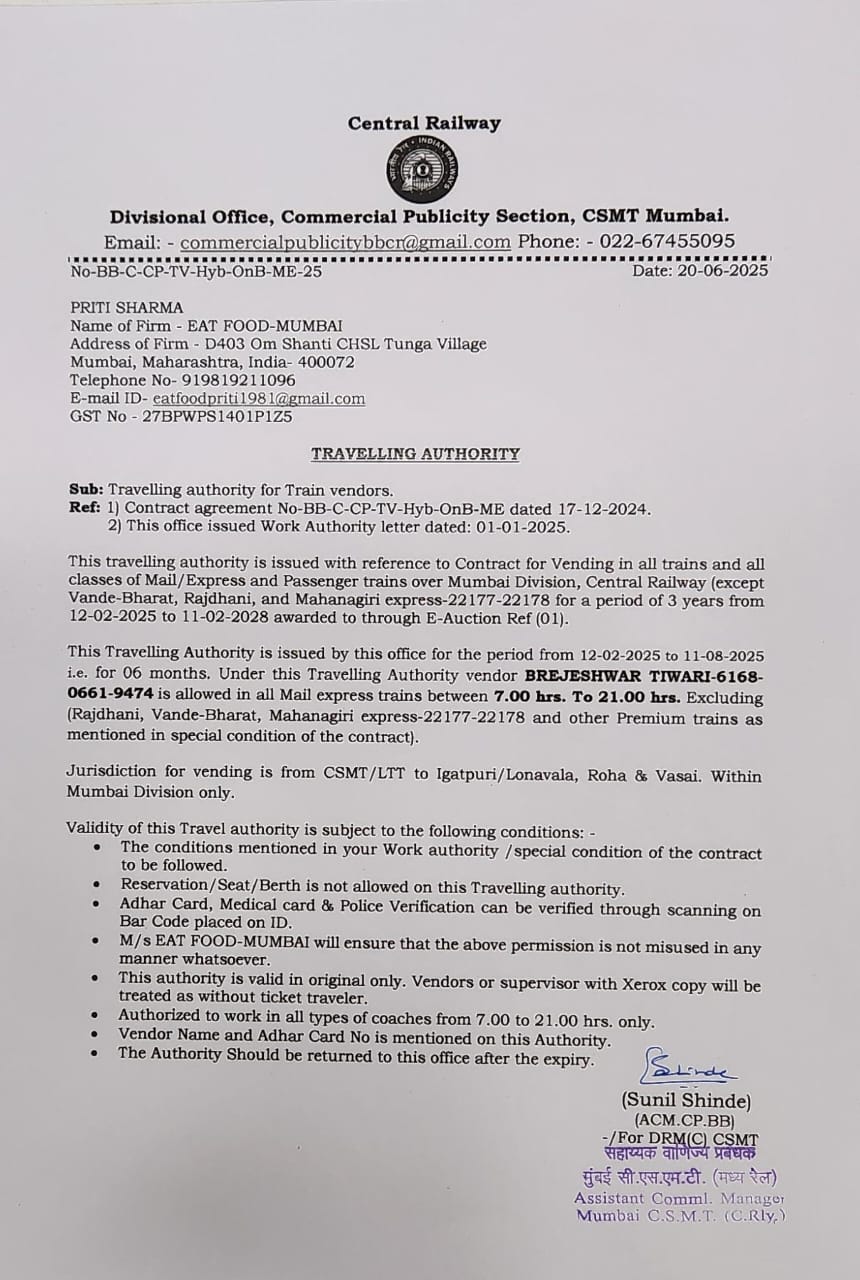 Central Railway
INDIAN RAILWAYS
Divisional Office, Commercial Publicity Section, CSMT Mumbai.
Email: - commercialpublicitybbcr@gmail.com Phone: - 022-67455095
No-BB-C-CP-TV-Hyb-OnB-ME-25 Date: 20-06-2025
PRITI SHARMA
Name of Firm - EAT FOOD-MUMBAI
Address of Firm - D403 Om Shanti CHSL Tunga Village
Mumbai, Maharashtra, India- 400072
Telephone No- 919819211096
E-mail ID- eatfoodpriti1981@gmail.com
GST No - 27BPWPS1401P1Z5
TRAVELLING AUTHORITY
Sub: Travelling authority for Train vendors.
Ref: 1) Contract agreement No-BB-C-CP-TV-Hyb-OnB-ME dated 17-12-2024.
2) This office issued Work Authority letter dated: 01-01-2025.
This travelling authority is issued with reference to Contract for Vending in all trains and all
classes of Mail/Express and Passenger trains over Mumbai Division, Central Railway (except
Vande-Bharat, Rajdhani, and Mahanagiri express-22177-22178 for a period of 3 years from
12-02-2025 to 11-02-2028 awarded to through E-Auction Ref (01).
This Travelling Authority is issued by this office for the period from 12-02-2025 to 11-08-2025
i.e. for 06 months. Under this Travelling Authority vendor BREJESHWAR TIWARI-6168-
0661-9474 is allowed in all Mail express trains between 7.00 hrs. To 21.00 hrs. Excluding
(Rajdhani, Vande-Bharat, Mahanagiri express-22177-22178 and other Premium trains as
mentioned in special condition of the contract).
Jurisdiction for vending is from CSMT/LTT to Igatpuri/Lonavala, Roha & Vasai. Within
Mumbai Division only.
Validity of this Travel authority is subject to the following conditions: -
• The conditions mentioned in your Work authority /special condition of the contract
to be followed.
• Reservation/Seat/Berth is not allowed on this Travelling authority.
• Adhar Card, Medical card & Police Verification can be verified through scanning on
Bar Code placed on ID.
• M/s EAT FOOD-MUMBAI will ensure that the above permission is not misused in any
manner whatsoever.
• This authority is valid in original only. Vendors or supervisor with Xerox copy will be
treated as without ticket traveler.
• Authorized to work in all types of coaches from 7.00 to 21.00 hrs. only.
• Vendor Name and Adhar Card No is mentioned on this Authority.
• The Authority Should be returned to this office after the expiry.
Shinde
(Sunil Shinde)
(ACM.CP.BB)
-/For DRM(C) CSMT
सहाय्यक वाणिज्य प्रबंधक
मुंबई सी.एस.एम.टी. (मध्य रेल)
Assistant Comml. Manager
Mumbai C.S.M.T. (C.Rly.)